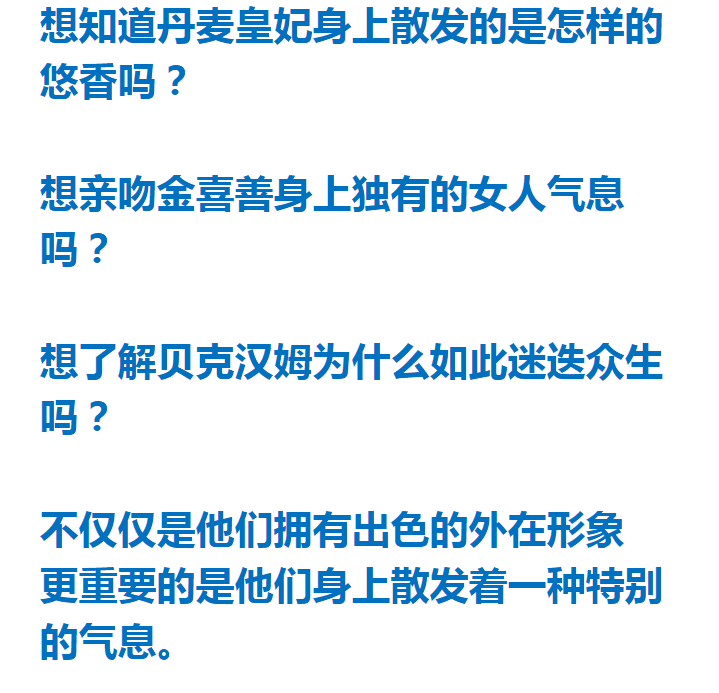 想知道丹麦皇妃身上散发的是怎样的
悠香吗？
想亲吻金喜善身上独有的女人气息
吗？
想了解贝克汉姆为什么如此迷迭众生
吗？
不仅仅是他们拥有出色的外在形象
更重要的是他们身上散发着一种特别
的气息。